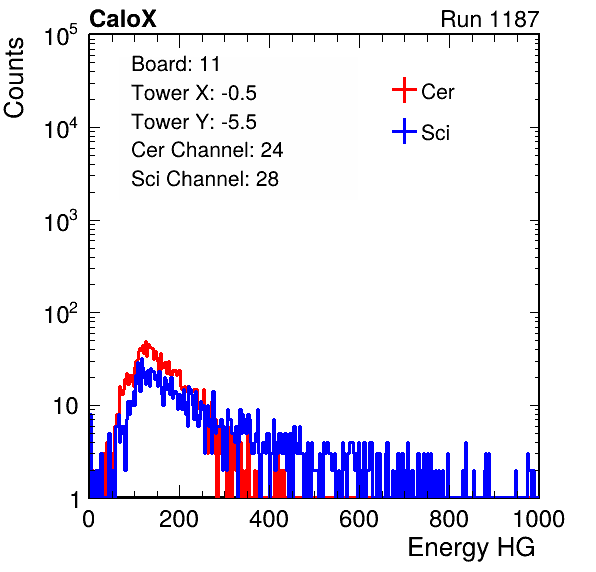 CaloX Run 1187
Counts
10^5
10^4
10^3
10^2
10
1
Board: 11
Tower X: -0.5
Tower Y: -5.5
Cer Channel: 24
Sci Channel: 28
Cer
Sci
0 200 400 600 800 1000
Energy HG